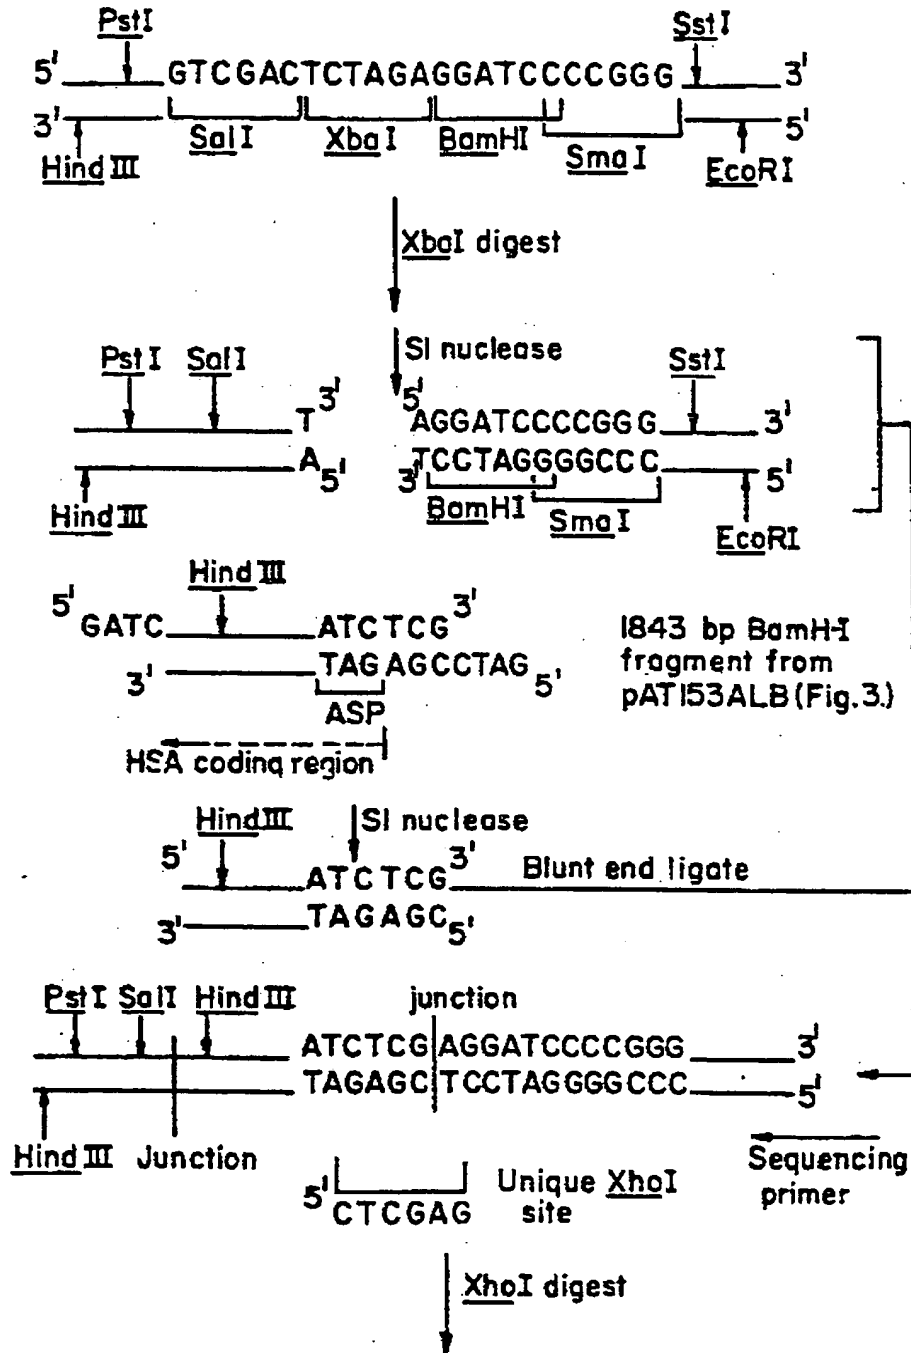 PstI SstI
5' GTCGACTCTAGAGGATCCCCGGG 3'
3' 5'
HindIII SalI XbaI BamHI SmaI EcoRI
XbaI digest
SI nuclease
PstI SalI SstI
T 3' 5' AGGATCCCCGGG 3'
A 5' 3' TCCTAGGGGCCC 5'
HindIII BamHI SmaI EcoRI
HindIII
5' GATC ATCTCG 3'
3' TAGAGCCTAG 5'
ASP
HSA coding region
1843 bp BamH-I
fragment from
pAT153ALB (Fig.3.)
HindIII SI nuclease
5' ATCTCG 3' Blunt end ligate
3' TAGAGC 5'
PstI SalI HindIII junction
ATCTCG AGGATCCCCGGG 3'
TAGAGC TCCTAGGGGCCC 5'
HindIII Junction
Sequencing
primer
5' CTCGAG
Unique XhoI
site
XhoI digest